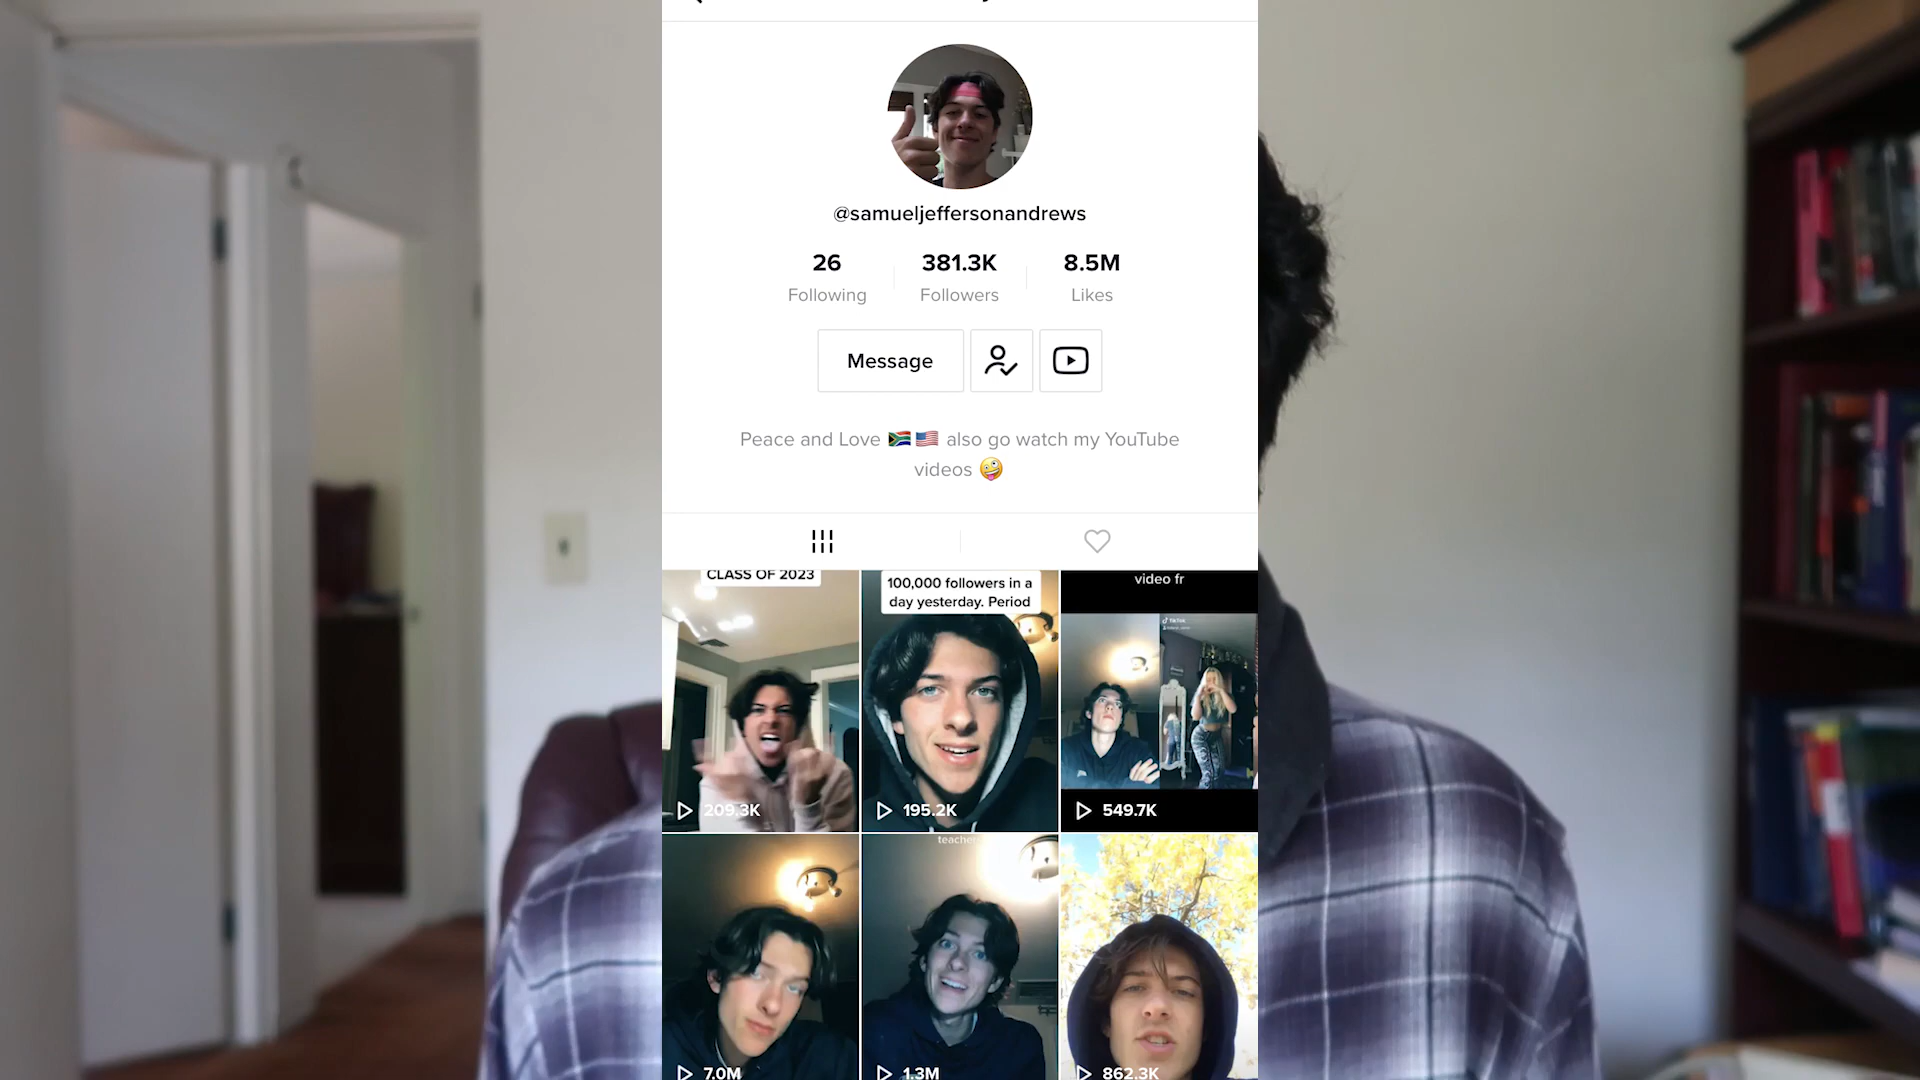 @samueljeffersonandrews
26 381.3K 8.5M
Following Followers Likes
Message
Peace and Love 🇿🇦🇺🇸 also go watch my YouTube
videos 🤪
CLASS OF 2023
100,000 followers in a
day yesterday. Period
video fr
TikTok
209.3K 195.2K 549.7K
7.0M 1.3M 862.3K